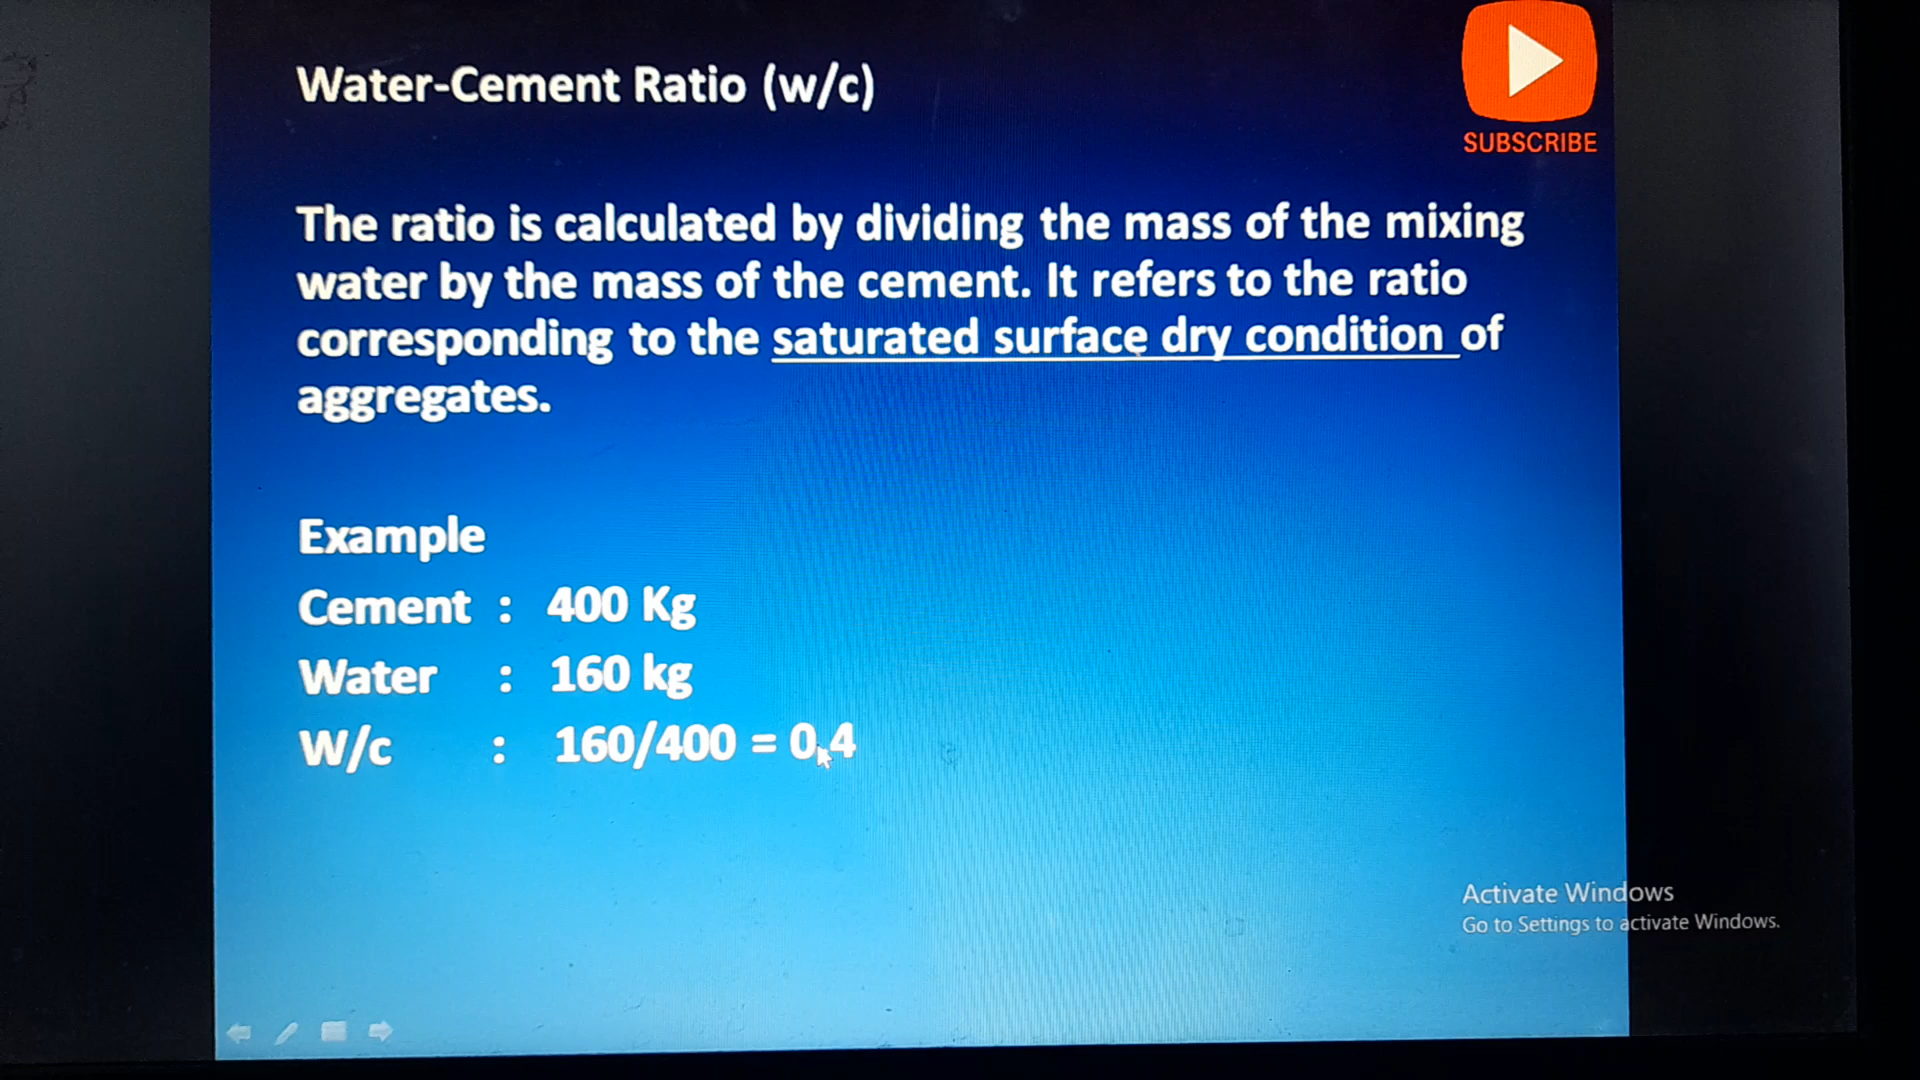 Water-Cement Ratio (w/c)
SUBSCRIBE
The ratio is calculated by dividing the mass of the mixing
water by the mass of the cement. It refers to the ratio
corresponding to the saturated surface dry condition of
aggregates.
Example
Cement : 400 Kg
Water : 160 kg
W/c : 160/400 = 0.4
Activate Windows
Go to Settings to activate Windows.